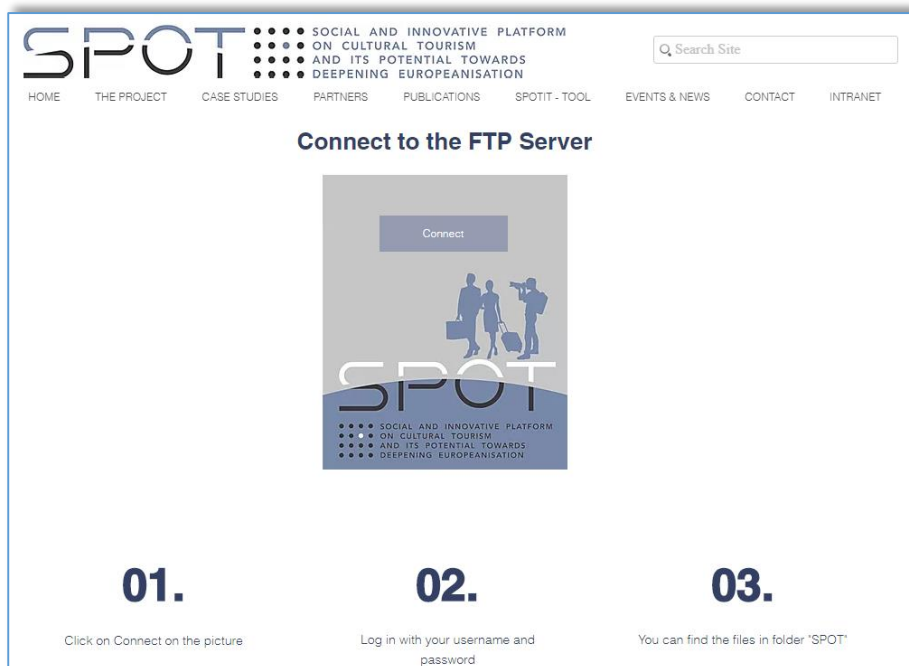 SPOT
SOCIAL AND INNOVATIVE PLATFORM
ON CULTURAL TOURISM
AND ITS POTENTIAL TOWARDS
DEEPENING EUROPEANISATION
Search Site
HOME THE PROJECT CASE STUDIES PARTNERS PUBLICATIONS SPOTIT - TOOL EVENTS & NEWS CONTACT INTRANET
Connect to the FTP Server
Connect
SPOT
SOCIAL AND INNOVATIVE PLATFORM
ON CULTURAL TOURISM
AND ITS POTENTIAL TOWARDS
DEEPENING EUROPEANISATION
01.
Click on Connect on the picture
02.
Log in with your username and
password
03.
You can find the files in folder "SPOT"